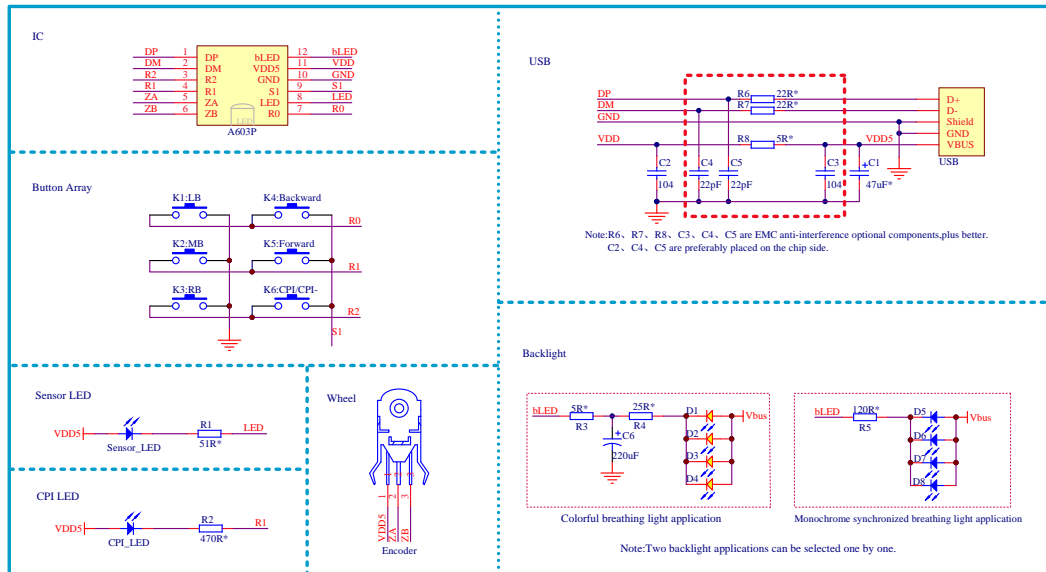 IC
DP 1 DP bLED 12 bLED
DM 2 DM VDD5 11 VDD
R2 3 R2 GND 10 GND
R1 4 R1 S1 9 S1
ZA 5 ZA LED 8 LED
ZB 6 ZB R0 7 R0
LED
A603P
Button Array
K1:LB K4:Backward
R0
K2:MB K5:Forward
R1
K3:RB K6:CPI/CPI-
R2
S1
Sensor LED
VDD5 Sensor_LED R1 51R* LED
CPI LED
VDD5 CPI_LED R2 470R* R1
Wheel
1 2 3
1 2 3
VDD5 ZA ZB
Encoder
USB
DP R6 22R* D+
DM R7 22R* D-
GND Shield
GND
VDD R8 5R* VDD5 VBUS
USB
C2 C4 C5 C3 C1
104 22pF 22pF 104 47uF*
Note:R6、R7、R8、C3、C4、C5 are EMC anti-interference optional components,plus better.
C2、C4、C5 are preferably placed on the chip side.
Backlight
bLED 5R* R3 25R* R4 D1 Vbus
C6 D2
220uF D3
D4
Colorful breathing light application
bLED 120R* R5 D5 Vbus
D6
D7
D8
Monochrome synchronized breathing light application
Note:Two backlight applications can be selected one by one.